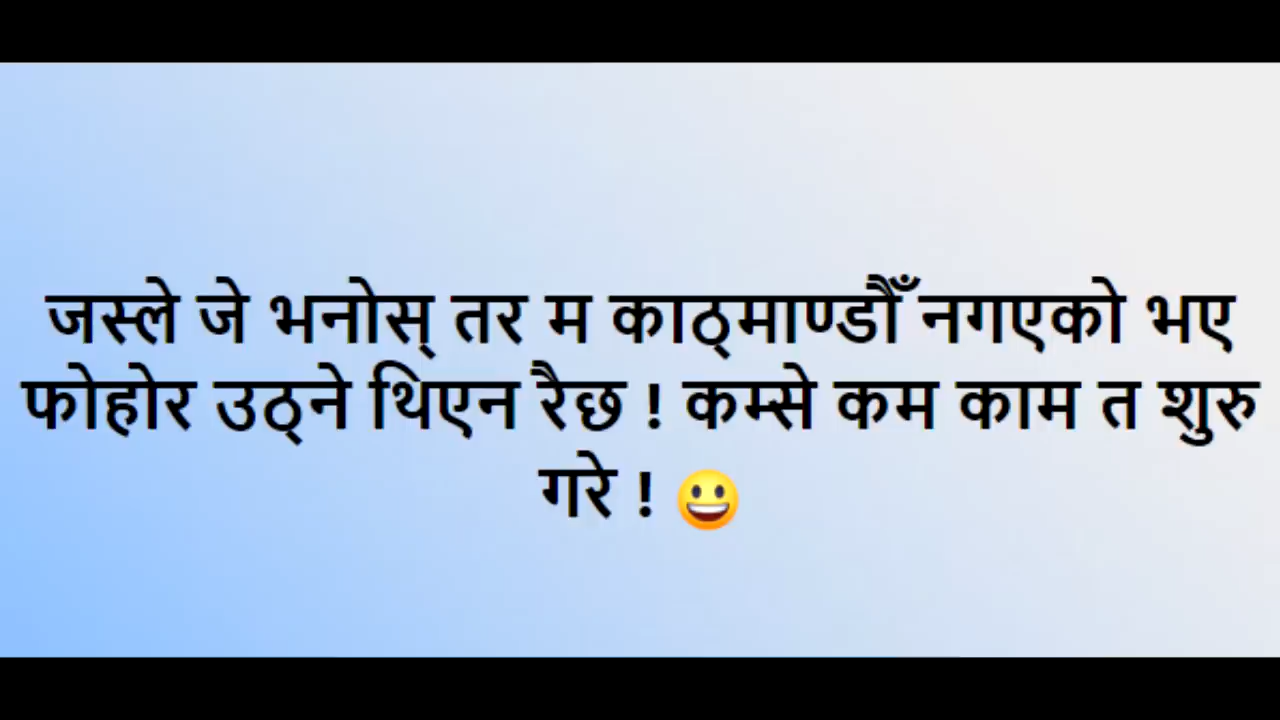 जस्ले जे भनोस् तर म काठ्माण्डौँ नगएको भए
फोहोर उठ्ने थिएन रैछ ! कम्से कम काम त शुरु
गरे ! 😀